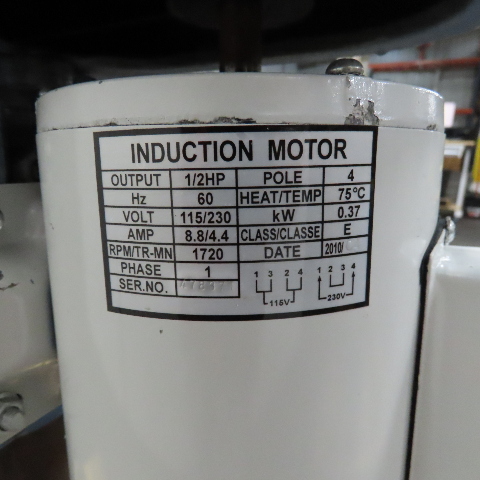 INDUCTION MOTOR
OUTPUT 1/2HP POLE 4
Hz 60 HEAT/TEMP 75°C
VOLT 115/230 kW 0.37
AMP 8.8/4.4 CLASS/CLASSE E
RPM/TR-MN 1720 DATE 2010/
PHASE 1
SER.NO.
1 3 2 4 1 2 3 4
115V 230V